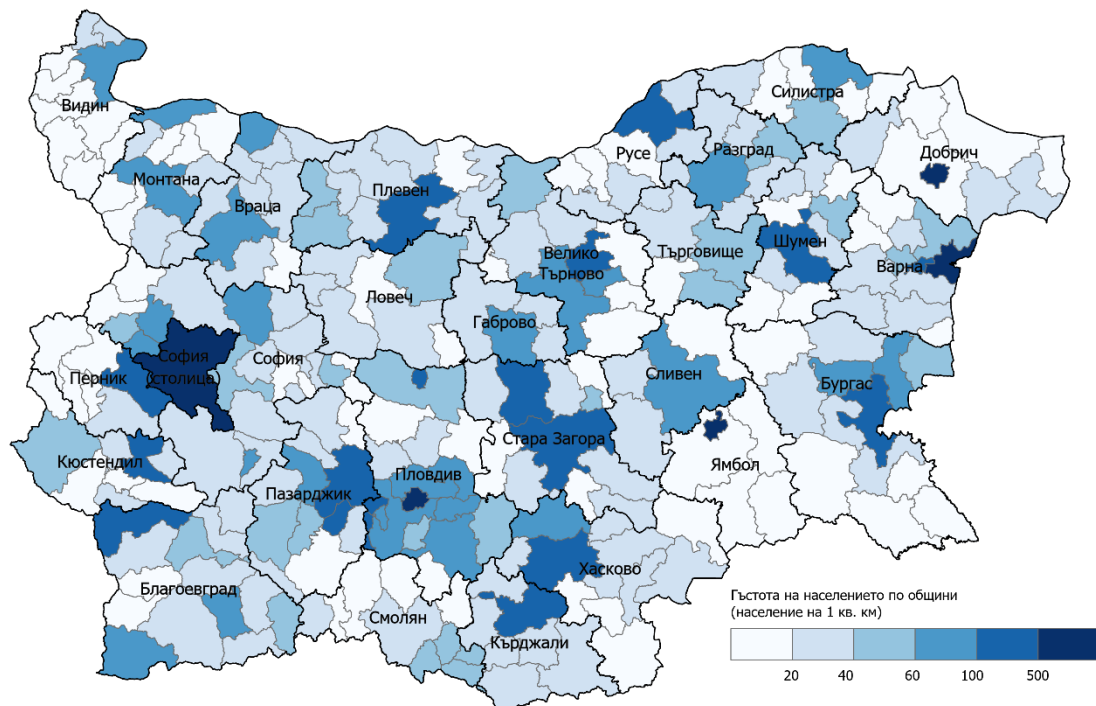 Силистра
Видин
Русе
Разград
Добрич
Монтана
Плевен
Враца
Шумен
Велико
Търново
Търговище
Варна
Ловеч
Габрово
София
(столица)
София
Перник
Сливен
Бургас
Стара Загора
Кюстендил
Ямбол
Пловдив
Пазарджик
Хасково
Благоевград
Смолян
Кърджали
Гъстота на населението по общини
(население на 1 кв. км)
20 40 60 100 500